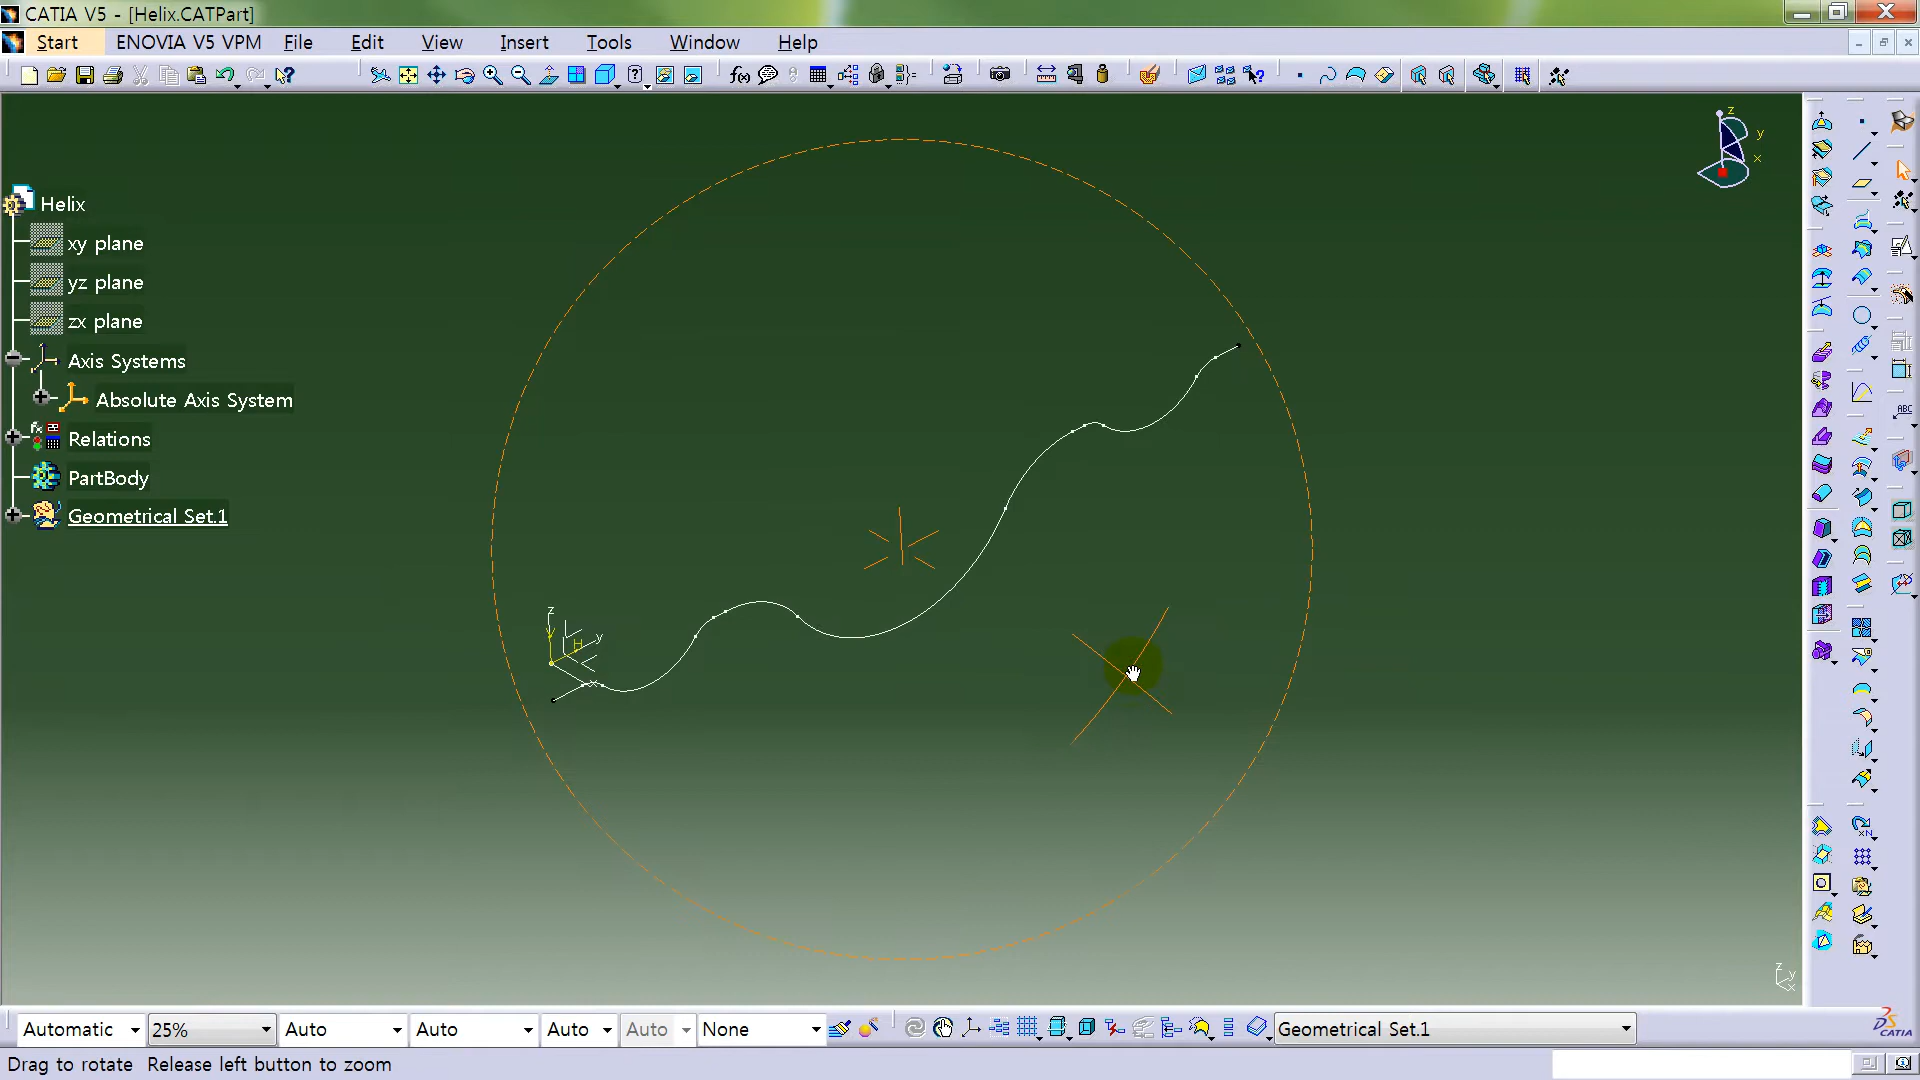 CATIA V5 - [Helix.CATPart]
Start ENOVIA V5 VPM File Edit View Insert Tools Window Help
z
y
x
Helix
xy plane
yz plane
zx plane
Axis Systems
Absolute Axis System
Relations
PartBody
Geometrical Set.1
z
y
H
V
ABC
z
y
x
Automatic 25% Auto Auto Auto Auto None Geometrical Set.1
CATIA
Drag to rotate Release left button to zoom